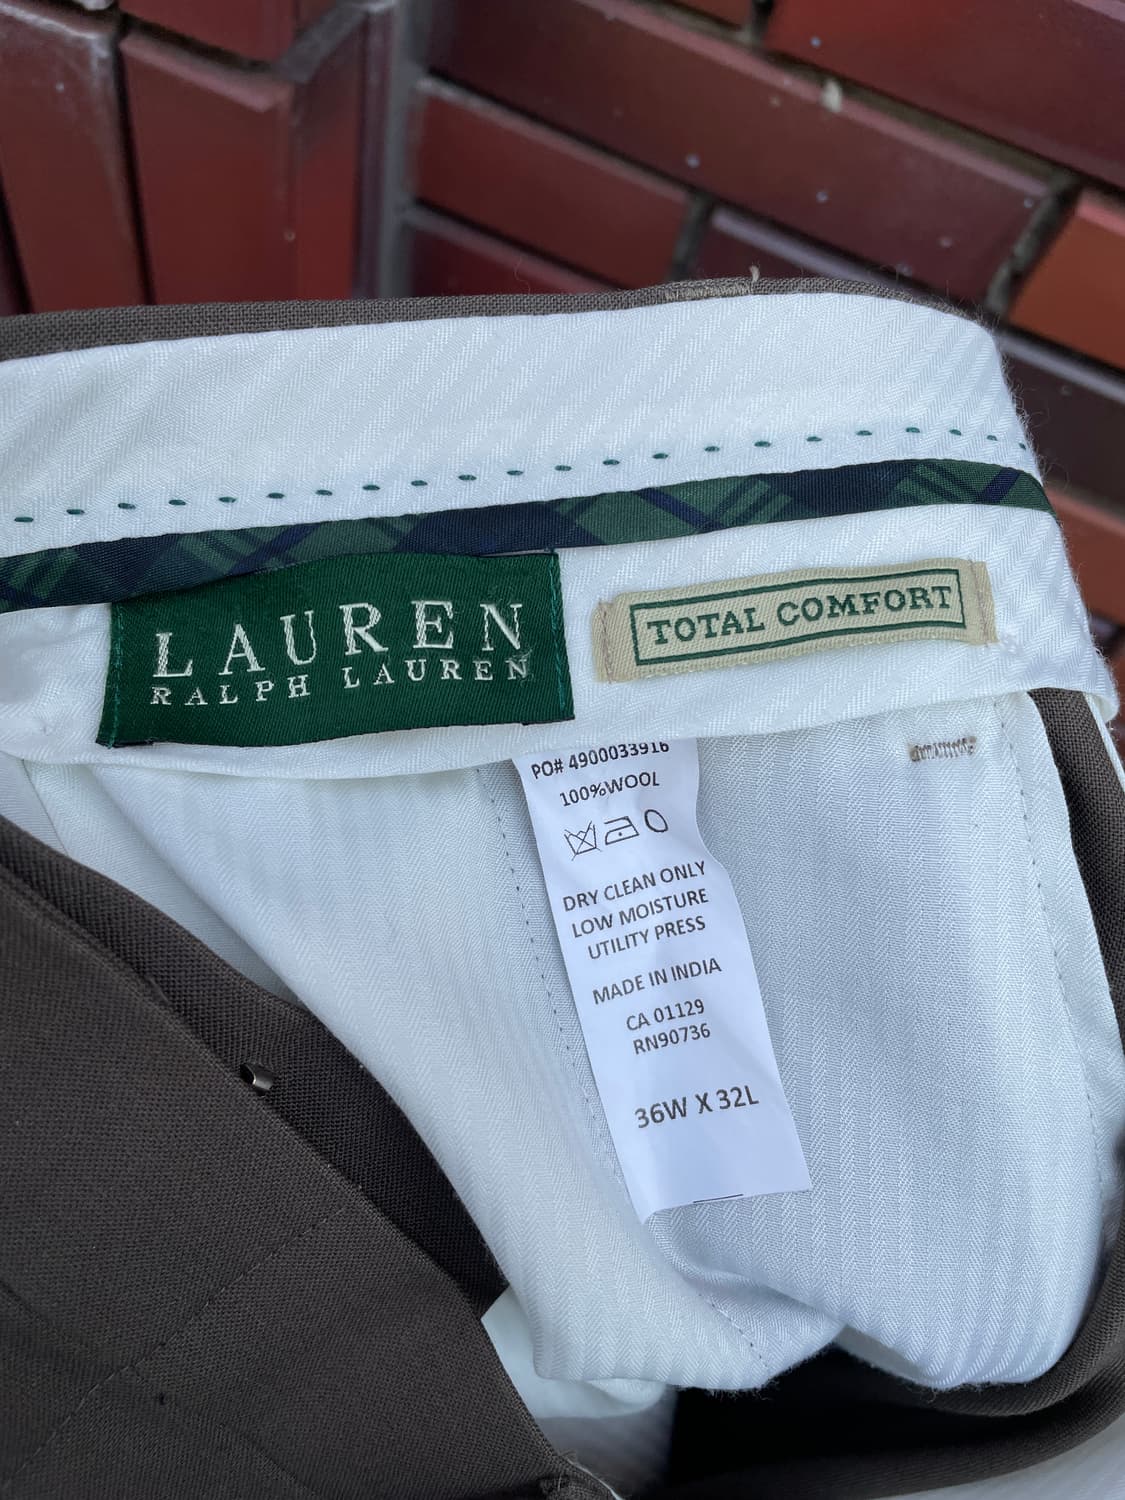 LAUREN
RALPH LAUREN
TOTAL COMFORT
PO# 4900033916
100%WOOL
DRY CLEAN ONLY
LOW MOISTURE
UTILITY PRESS
MADE IN INDIA
CA 01129
RN90736
36W X 32L